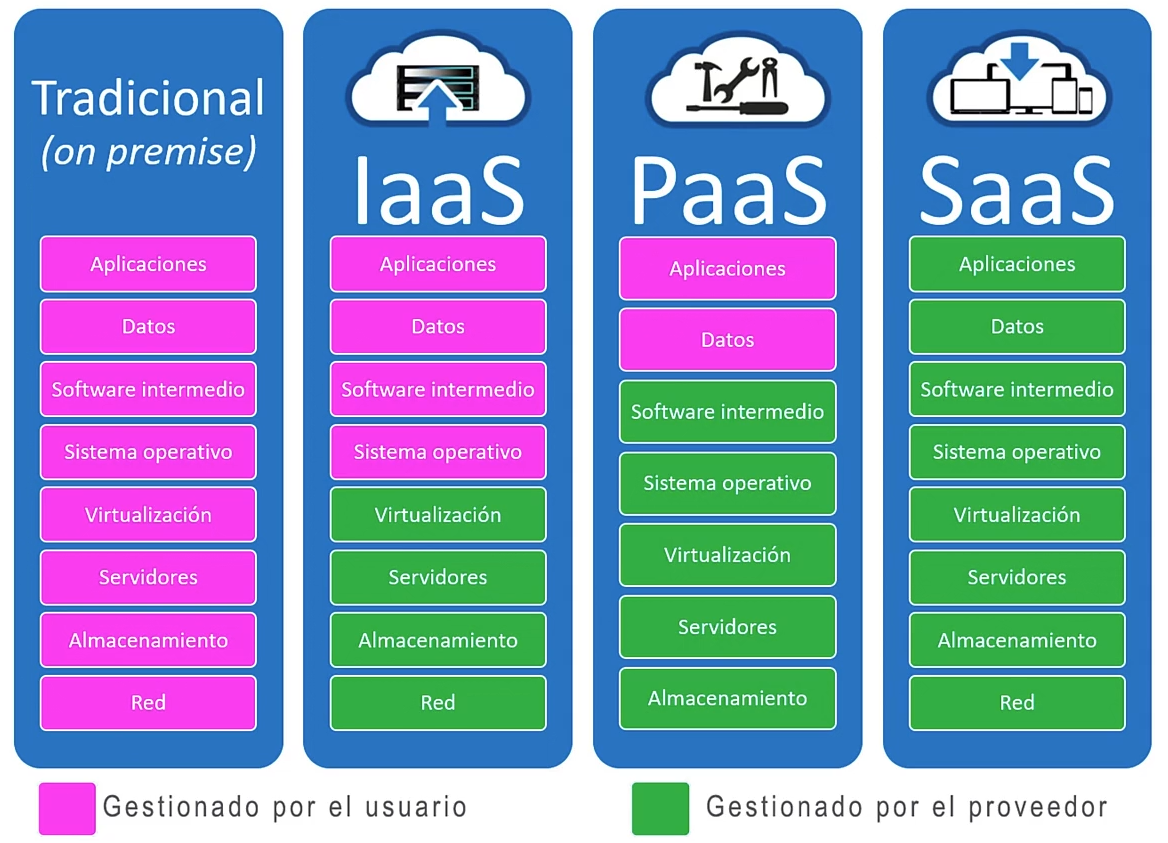 Tradicional
(on premise)
Aplicaciones
Datos
Software intermedio
Sistema operativo
Virtualización
Servidores
Almacenamiento
Red
IaaS
Aplicaciones
Datos
Software intermedio
Sistema operativo
Virtualización
Servidores
Almacenamiento
Red
PaaS
Aplicaciones
Datos
Software intermedio
Sistema operativo
Virtualización
Servidores
Almacenamiento
SaaS
Aplicaciones
Datos
Software intermedio
Sistema operativo
Virtualización
Servidores
Almacenamiento
Red
Gestionado por el usuario
Gestionado por el proveedor